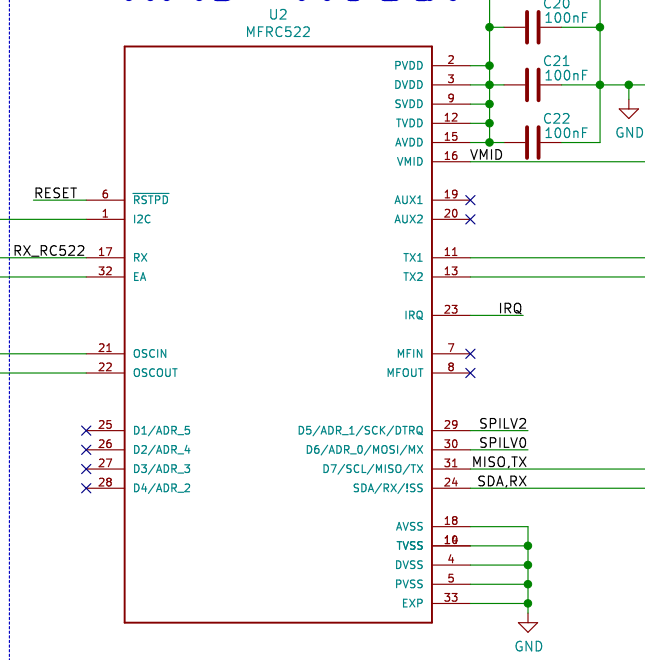 U2
MFRC522
C20
100nF
C21
100nF
C22
100nF
GND
PVDD 2
DVDD 3
SVDD 9
TVDD 12
AVDD 15
VMID 16 VMID
RESET 6 RSTPD
AUX1 19
1 I2C
AUX2 20
RX_RC522 17 RX
TX1 11
32 EA
TX2 13
IRQ 23 IRQ
21 OSCIN
MFIN 7
22 OSCOUT
MFOUT 8
25 D1/ADR_5
D5/ADR_1/SCK/DTRQ 29 SPILV2
26 D2/ADR_4
D6/ADR_0/MOSI/MX 30 SPILV0
27 D3/ADR_3
D7/SCL/MISO/TX 31 MISO,TX
28 D4/ADR_2
SDA/RX/!SS 24 SDA,RX
AVSS 18
TVSS
DVSS 4
PVSS 5
EXP 33
GND